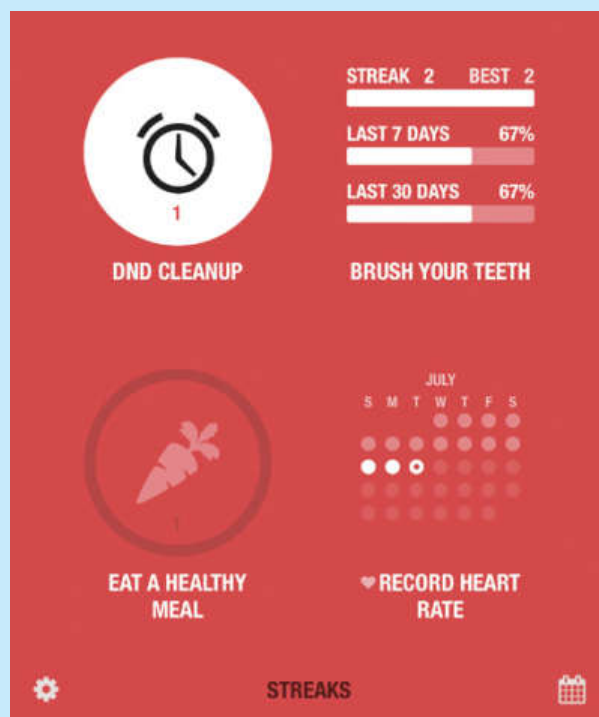 STREAK 2 BEST 2
LAST 7 DAYS 67%
LAST 30 DAYS 67%
1
DND CLEANUP
BRUSH YOUR TEETH
JULY
S M T W T F S
1
EAT A HEALTHY
MEAL
RECORD HEART
RATE
STREAKS